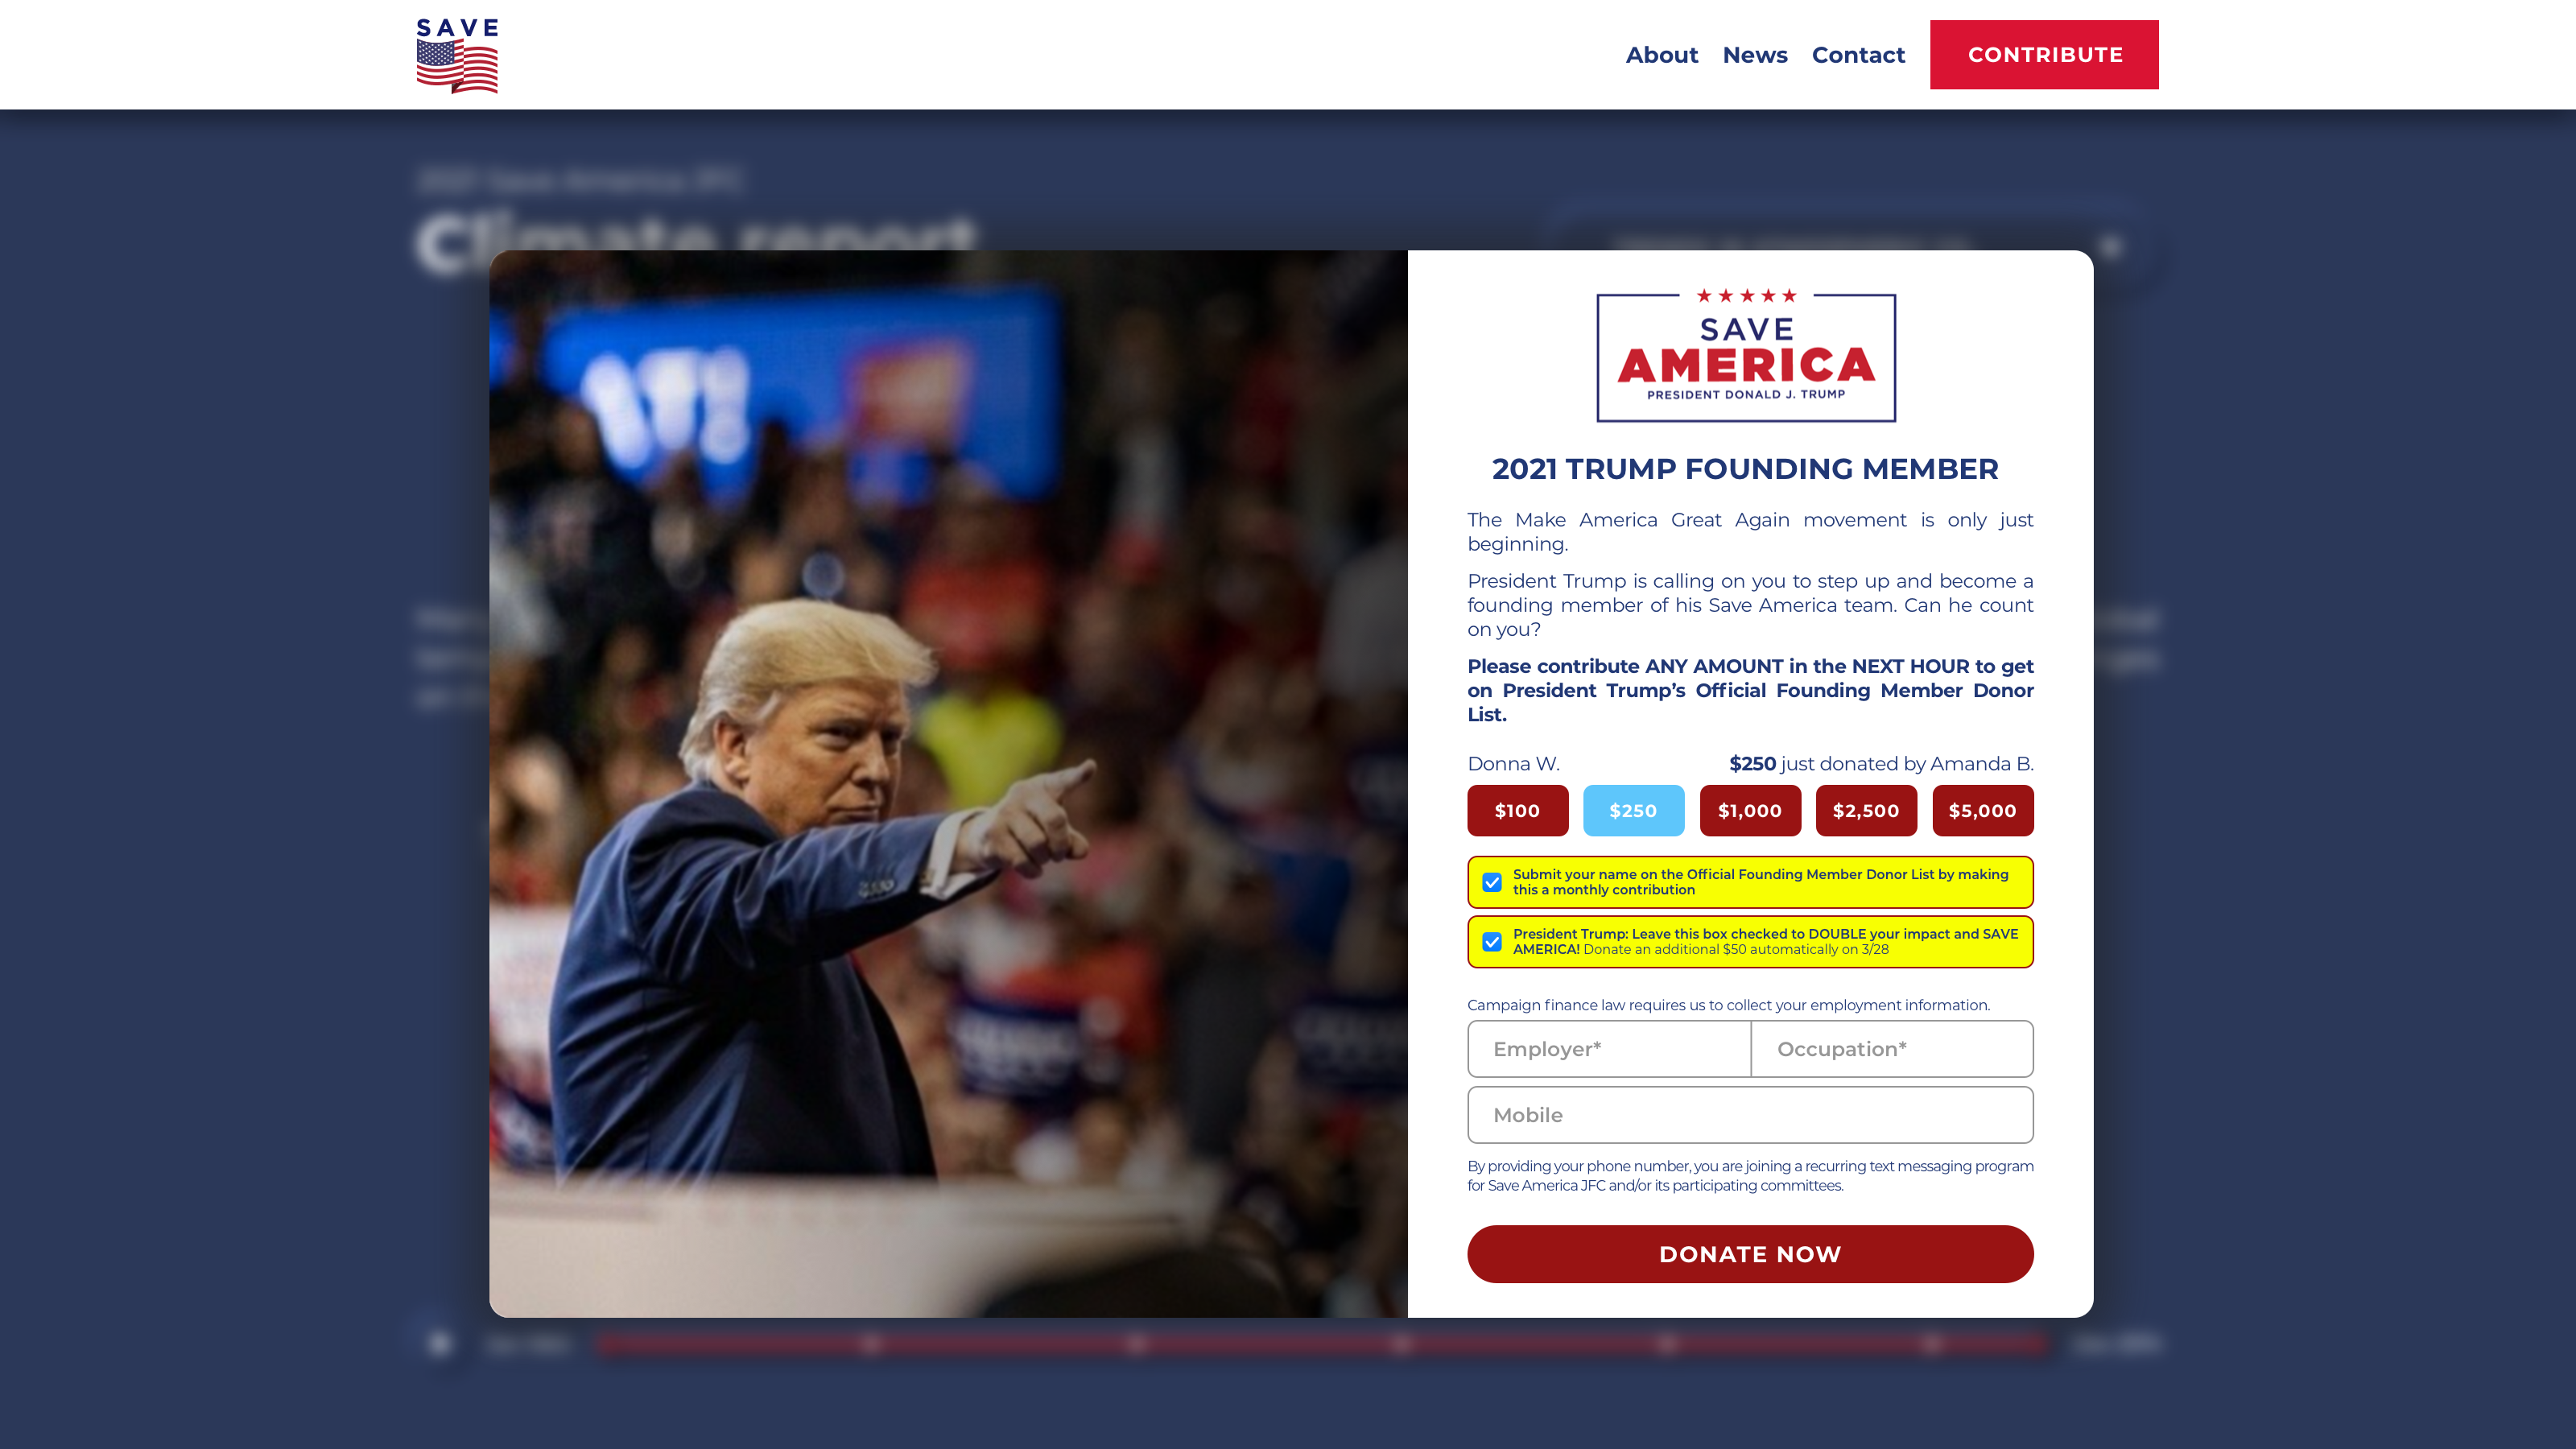 SAVE
About News Contact CONTRIBUTE
2021 Save America JFC
Climate report
SAVE
AMERICA
PRESIDENT DONALD J. TRUMP
2021 TRUMP FOUNDING MEMBER
The Make America Great Again movement is only just
beginning.
President Trump is calling on you to step up and become a
founding member of his Save America team. Can he count
on you?
Please contribute ANY AMOUNT in the NEXT HOUR to get
on President Trump’s Official Founding Member Donor
List.
Donna W. $250 just donated by Amanda B.
$100 $250 $1,000 $2,500 $5,000
Submit your name on the Official Founding Member Donor List by making
this a monthly contribution
President Trump: Leave this box checked to DOUBLE your impact and SAVE
AMERICA! Donate an additional $50 automatically on 3/28
Campaign finance law requires us to collect your employment information.
Employer* Occupation*
Mobile
By providing your phone number, you are joining a recurring text messaging program
for Save America JFC and/or its participating committees.
DONATE NOW